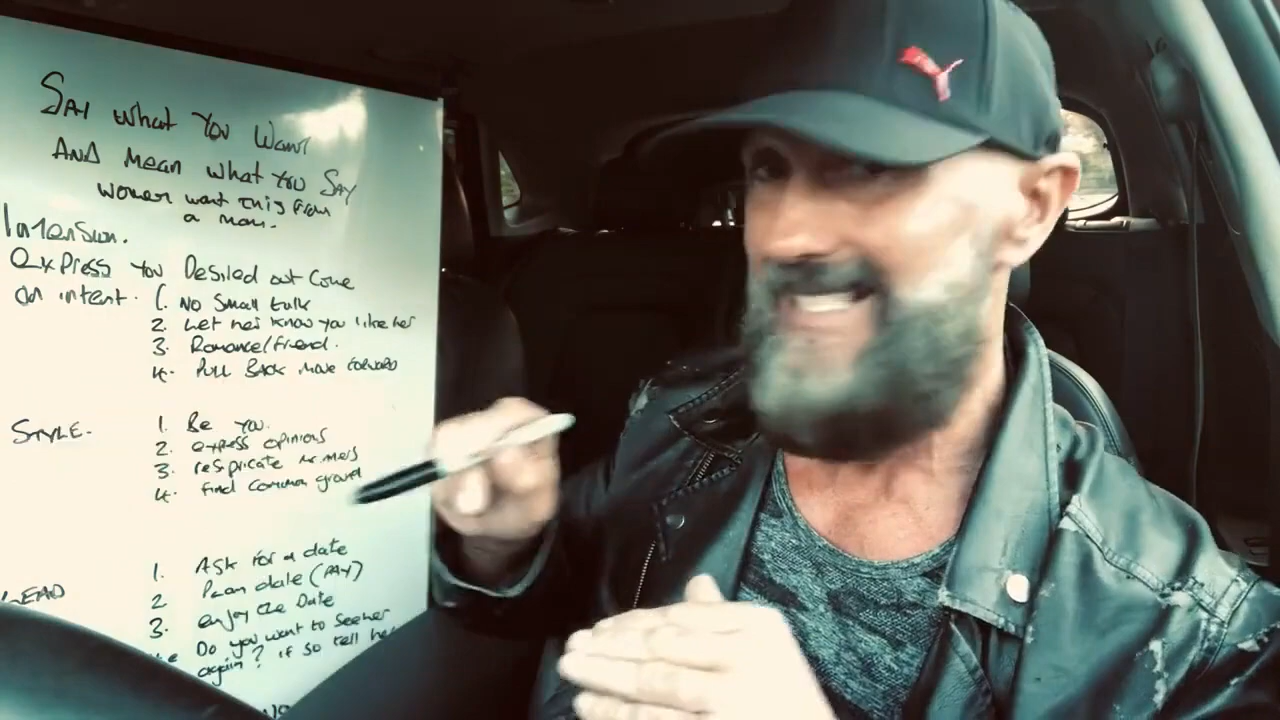 SAY what You Want
AND mean what You SAY
women want THIS From
a man.
Intension.
exPress You Desired out Come
on intent. 1. NO Small talk
2. Let her know you like her
3. Romance/friend.
4. PULL BACK move FORWARD
STYLE. 1. Be You.
2. express opinions
3. respricate
4. find common ground
LEAD 1. Ask for a date
2 Plan date (PAY)
3. enjoy the Date
Do you want to See her
again? if so tell her